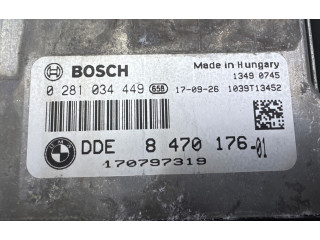 BOSCH
Made in Hungary
1349 0745
0 281 034 449 658 17-09-26 1039T13452
BMW
DDE 8 470 176-01
170797319